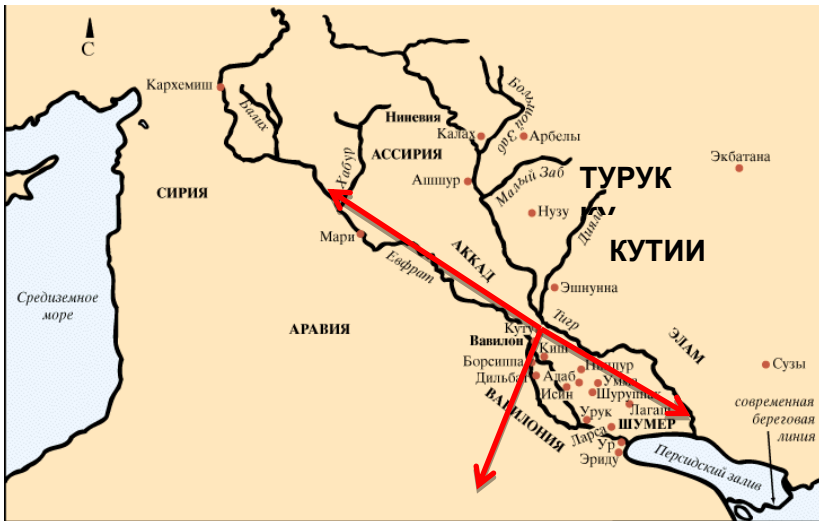 С
Кархемиш
Балих
Хабур
Ниневия
Калах
Большой Заб
Арбелы
АССИРИЯ
Ашшур
Малый Заб
ТУРУК
Экбатана
СИРИЯ
Нузу
Дияла
КУТИИ
Мари
Евфрат
АККАД
Эшнунна
Средиземное
море
АРАВИЯ
Тигр
ЭЛАМ
Вавилон
Киш
Борсиппа
Дильбат
Адаб
Ниппур
Умма
Сузы
Исин
Шуруппак
Лагаш
ВАВИЛОНИЯ
Урук
ШУМЕР
Ларса
Ур
Эриду
Персидский залив
современная
береговая
линия